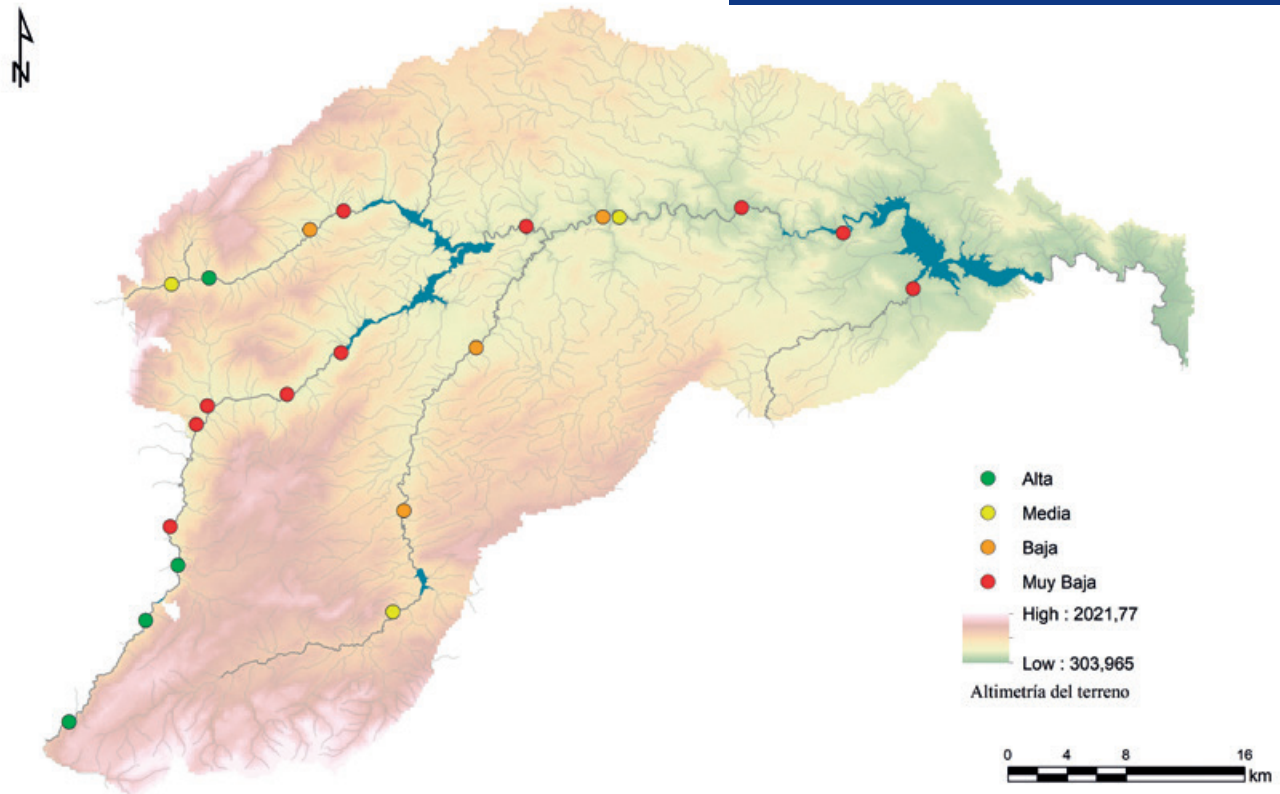 N
Alta
Media
Baja
Muy Baja
High : 2021,77
Low : 303,965
Altimetría del terreno
0 4 8 16
km